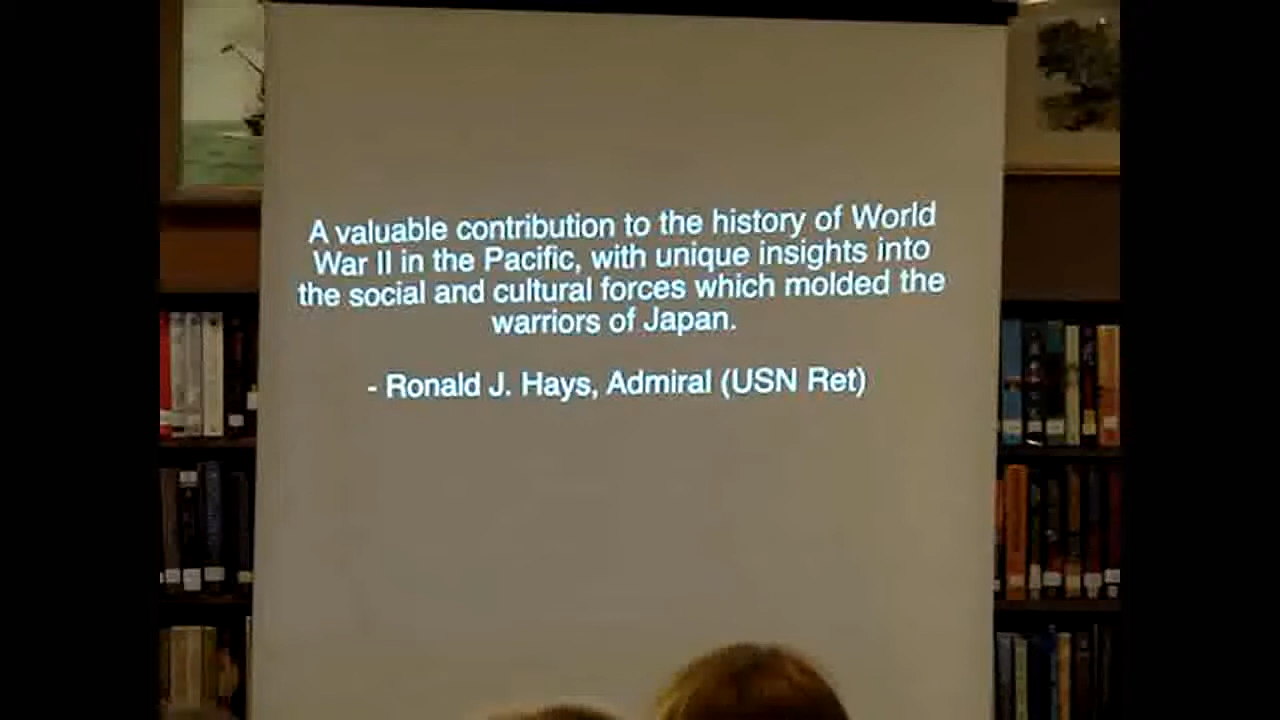 A valuable contribution to the history of World
War II in the Pacific, with unique insights into
the social and cultural forces which molded the
warriors of Japan.
- Ronald J. Hays, Admiral (USN Ret)